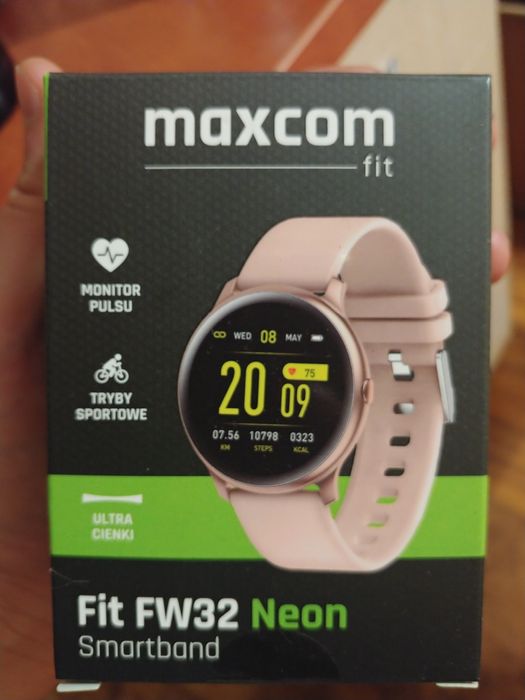 maxcom
fit
MONITOR
PULSU
TRYBY
SPORTOWE
ULTRA
CIENKI
WED 08 MAY
75
20 09
07.56 10798 0323
KM STEPS KCAL
Fit FW32 Neon
Smartband